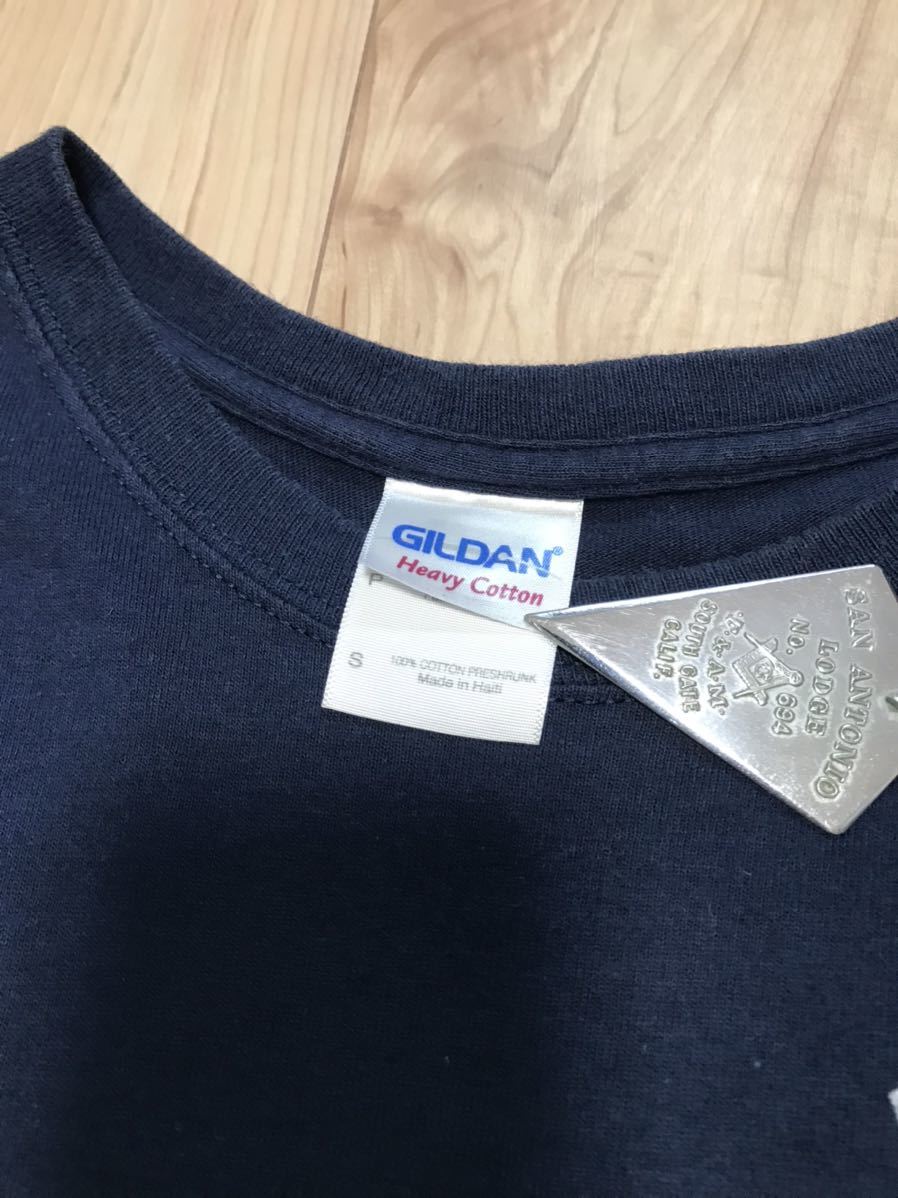 GILDAN®
Heavy Cotton
P
S
100% COTTON PRESHRUNK
Made in Haiti
SAN ANTONIO
LODGE
NO. 694
F. & A.M.
SOUTH GATE
CALIF.